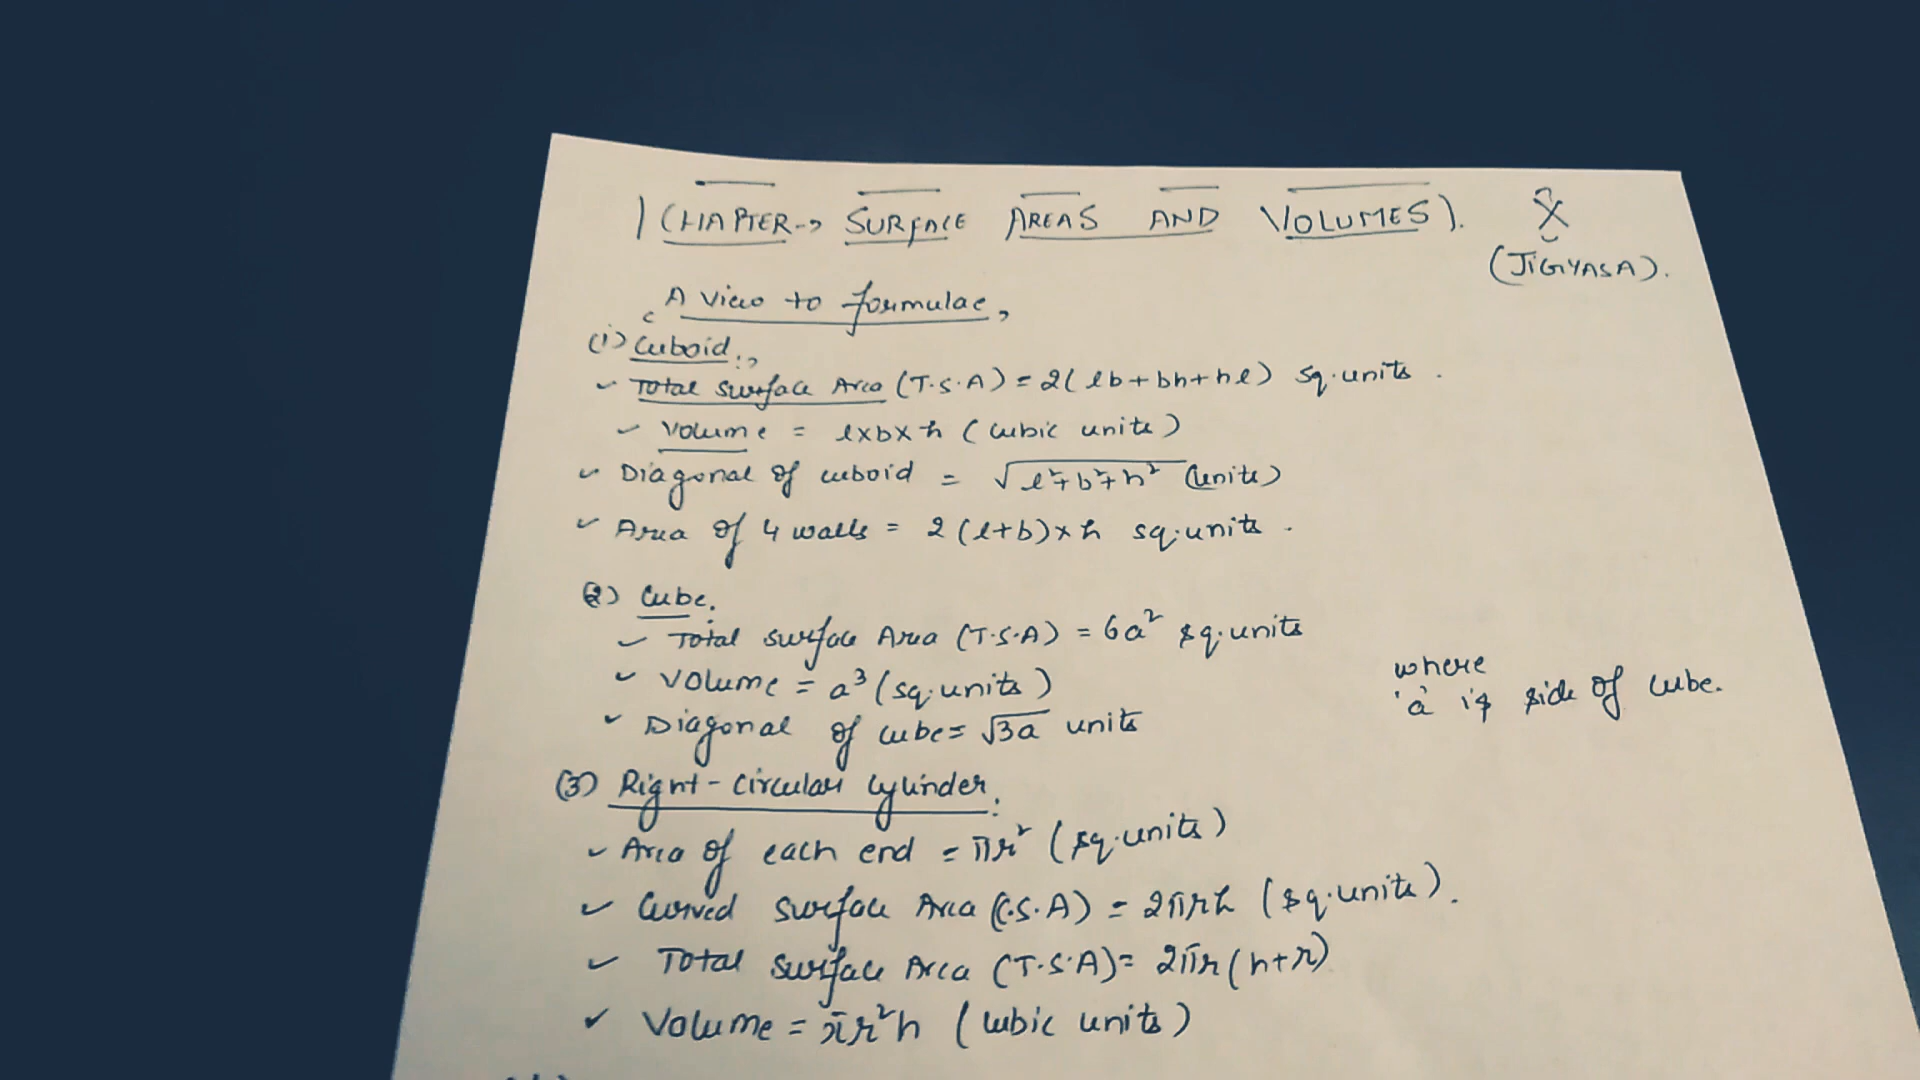 (CHAPTER-> SURFACE AREAS AND VOLUMES). X
(JIGYASA).
A view to formulae,
(i) Cuboid:,
Total Surface Area (T.S.A) = 2(lb+bh+hl) sq.units.
Volume = l×b×h (cubic units)
Diagonal of cuboid = √l²+b²+h² (units)
Area of 4 walls = 2(l+b)×h sq.units.
(2) Cube:
Total surface Area (T.S.A) = 6a² sq.units
Volume = a³ (sq.units)
where
'a' is side of cube.
Diagonal of cube = √3a units
(3) Right-Circular Cylinder:
Area of each end = πr² (sq.units)
Curved surface Area (C.S.A) = 2πrh (sq.units).
Total surface Area (T.S.A) = 2πr(h+r)
Volume = πr²h (cubic units)